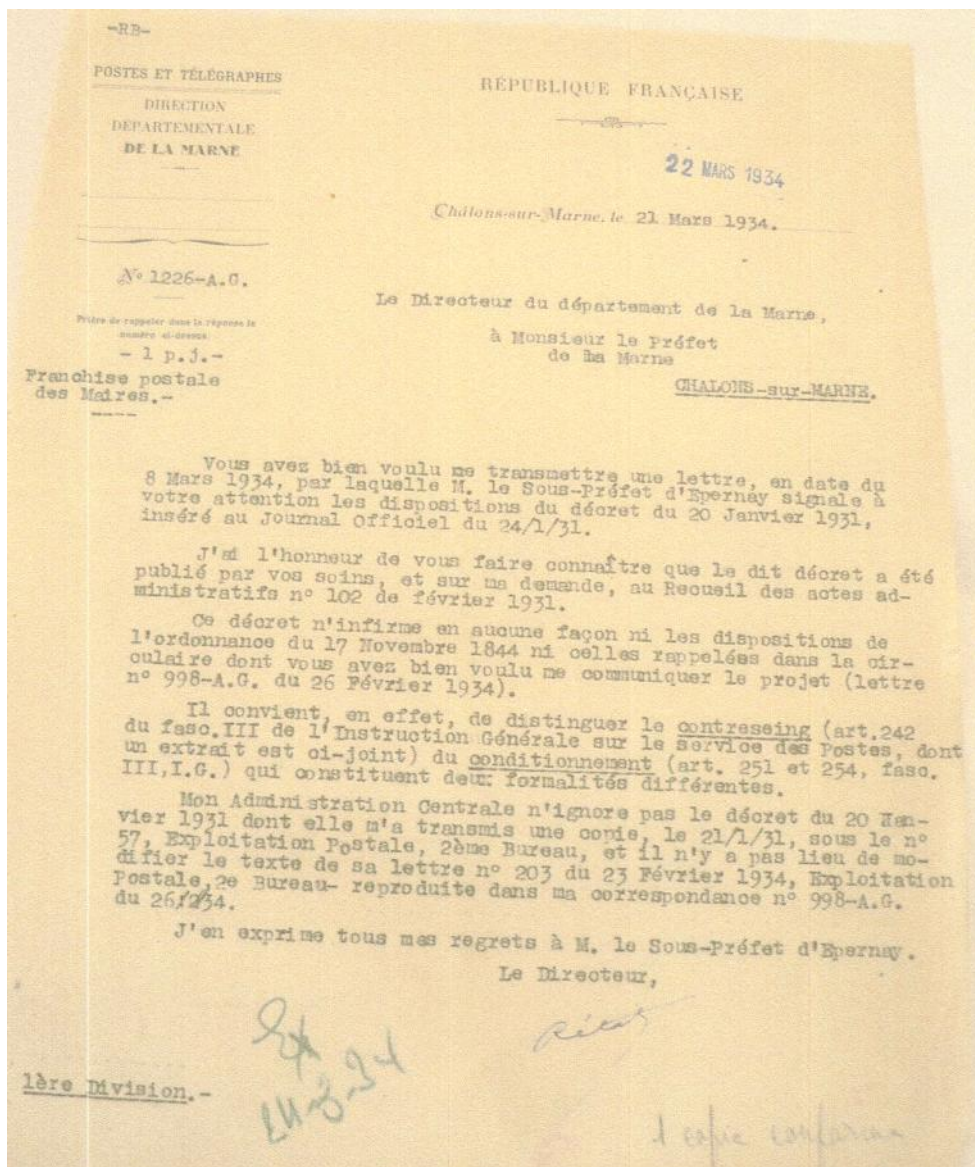 -RB-
POSTES ET TÉLÉGRAPHES
DIRECTION
DÉPARTEMENTALE
DE LA MARNE
RÉPUBLIQUE FRANÇAISE
22 MARS 1934
Châlons-sur-Marne, le 21 Mars 1934.
No 1226-A.G.
Prière de rappeler dans la réponse le
numéro ci-dessus
- 1 p.j.-
Franchise postale
des Maires.-
Le Directeur du département de la Marne,
à Monsieur le Préfet
de la Marne
CHALONS-sur-MARNE.
Vous avez bien voulu me transmettre une lettre, en date du
8 Mars 1934, par laquelle M. le Sous-Préfet d'Epernay signale à
votre attention les dispositions du décret du 20 Janvier 1931,
inséré au Journal Officiel du 24/1/31.
J'ai l'honneur de vous faire connaître que le dit décret a été
publié par vos soins, et sur ma demande, au Recueil des actes ad-
ministratifs n° 102 de février 1931.
Ce décret n'infirme en aucune façon ni les dispositions de
l'ordonnance du 17 Novembre 1844 ni celles rappelées dans la cir-
culaire dont vous avez bien voulu me communiquer le projet (lettre
n° 998-A.G. du 26 Février 1934).
Il convient, en effet, de distinguer le contreseing (art.242
du fasc.III de l'Instruction Générale sur le service des Postes, dont
un extrait est ci-joint) du conditionnement (art. 251 et 254, fasc.
III,I.G.) qui constituent deux formalités différentes.
Mon Administration Centrale n'ignore pas le décret du 20 Jan-
vier 1931 dont elle m'a transmis une copie, le 21/1/31, sous le n°
57, Exploitation Postale, 2ème Bureau, et il n'y a pas lieu de mo-
difier le texte de sa lettre n° 203 du 23 Février 1934, Exploitation
Postale,2e Bureau- reproduite dans ma correspondance n° 998-A.G.
du 26/2/34.
J'en exprime tous mes regrets à M. le Sous-Préfet d'Epernay.
Le Directeur,
1ère Division.-
1 copie conforme